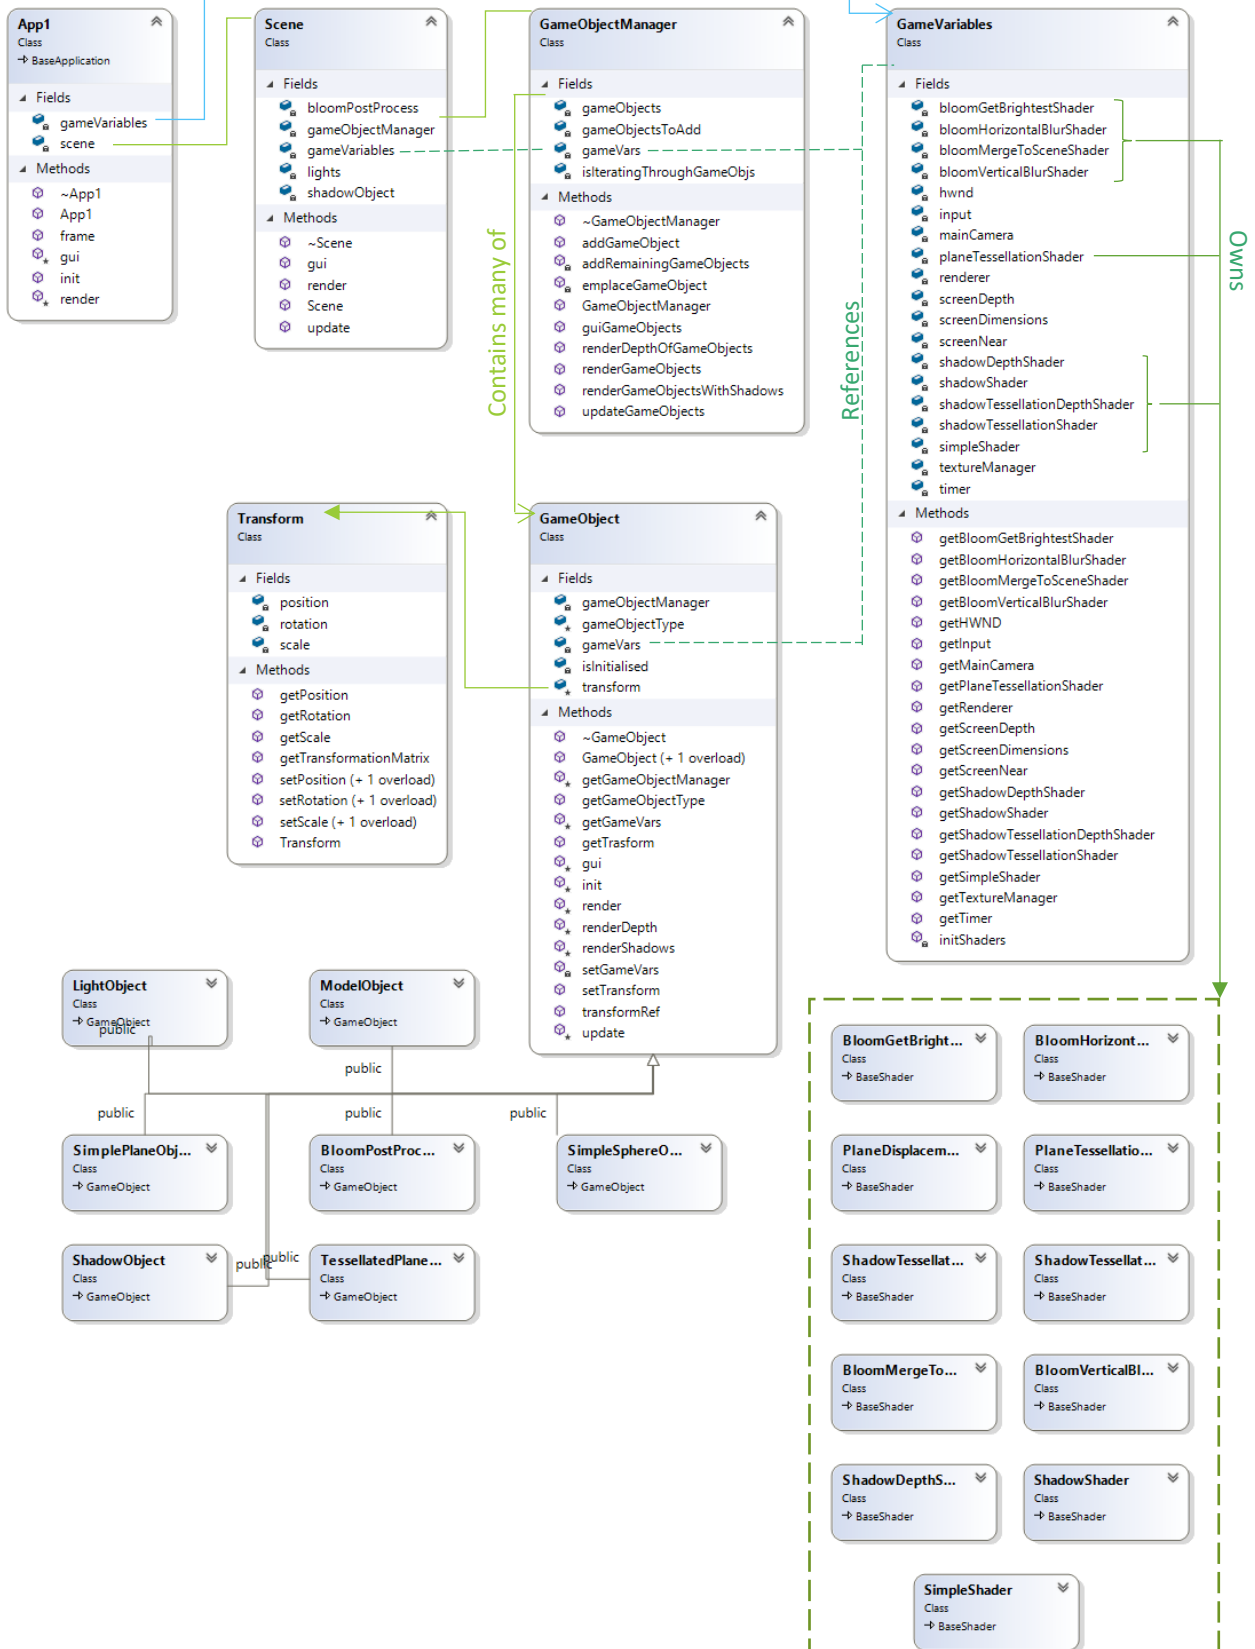 App1
Class
BaseApplication
Fields
gameVariables
scene
Methods
~App1
App1
frame
gui
init
render
Scene
Class
Fields
bloomPostProcess
gameObjectManager
gameVariables
lights
shadowObject
Methods
~Scene
gui
render
Scene
update
GameObjectManager
Class
Fields
gameObjects
gameObjectsToAdd
gameVars
isIteratingThroughGameObjs
Methods
~GameObjectManager
addGameObject
addRemainingGameObjects
emplaceGameObject
GameObjectManager
guiGameObjects
renderDepthOfGameObjects
renderGameObjects
renderGameObjectsWithShadows
updateGameObjects
GameVariables
Class
Fields
bloomGetBrightestShader
bloomHorizontalBlurShader
bloomMergeToSceneShader
bloomVerticalBlurShader
hwnd
input
mainCamera
planeTessellationShader
renderer
screenDepth
screenDimensions
screenNear
shadowDepthShader
shadowShader
shadowTessellationDepthShader
shadowTessellationShader
simpleShader
textureManager
timer
Methods
getBloomGetBrightestShader
getBloomHorizontalBlurShader
getBloomMergeToSceneShader
getBloomVerticalBlurShader
getHWND
getInput
getMainCamera
getPlaneTessellationShader
getRenderer
getScreenDepth
getScreenDimensions
getScreenNear
getShadowDepthShader
getShadowShader
getShadowTessellationDepthShader
getShadowTessellationShader
getSimpleShader
getTextureManager
getTimer
initShaders
Contains many of
References
Owns
Transform
Class
Fields
position
rotation
scale
Methods
getPosition
getRotation
getScale
getTransformationMatrix
setPosition (+ 1 overload)
setRotation (+ 1 overload)
setScale (+ 1 overload)
Transform
GameObject
Class
Fields
gameObjectManager
gameObjectType
gameVars
isInitialised
transform
Methods
~GameObject
GameObject (+ 1 overload)
getGameObjectManager
getGameObjectType
getGameVars
getTrasform
gui
init
render
renderDepth
renderShadows
setGameVars
setTransform
transformRef
update
LightObject
Class
GameObject
public
ModelObject
Class
GameObject
public
public
public
public
SimplePlaneObj...
Class
GameObject
BloomPostProc...
Class
GameObject
SimpleSphereO...
Class
GameObject
ShadowObject
Class
GameObject
public
public
TessellatedPlane...
Class
GameObject
BloomGetBright...
Class
BaseShader
BloomHorizont...
Class
BaseShader
PlaneDisplacem...
Class
BaseShader
PlaneTessellatio...
Class
BaseShader
ShadowTessellat...
Class
BaseShader
ShadowTessellat...
Class
BaseShader
BloomMergeTo...
Class
BaseShader
BloomVerticalBl...
Class
BaseShader
ShadowDepthS...
Class
BaseShader
ShadowShader
Class
BaseShader
SimpleShader
Class
BaseShader